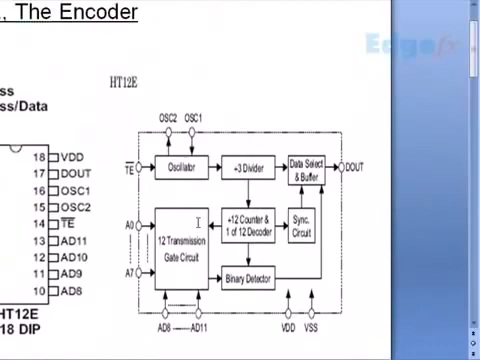 ., The Encoder
Edgefx
HT12E
ss
ss/Data
18 VDD
17 DOUT
16 OSC1
15 OSC2
14 TE
13 AD11
12 AD10
11 AD9
10 AD8
HT12E
18 DIP
OSC2 OSC1
TE
Oscillator
÷3 Divider
Data Select
& Buffer
DOUT
A0
A7
12 Transmission
Gate Circuit
÷12 Counter &
1 of 12 Decoder
Sync.
Circuit
Binary Detector
AD8 AD11
VDD VSS